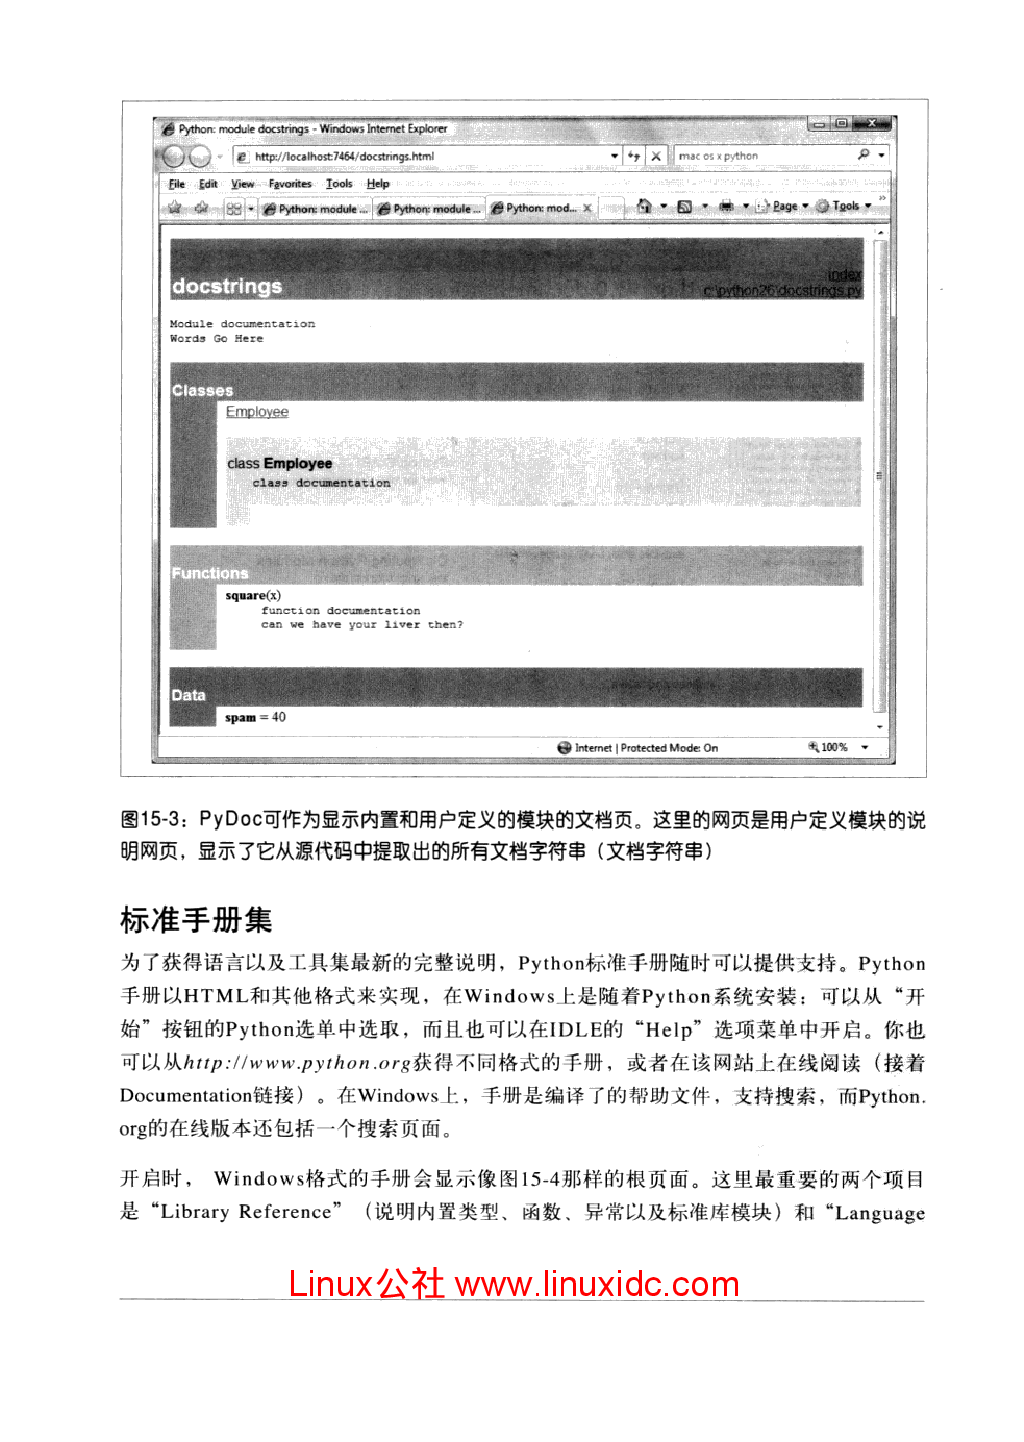 Python: module docstrings - Windows Internet Explorer
http://localhost:7464/docstrings.html
mac os x python
File Edit View Favorites Tools Help
Python: module ... Python: module ... Python: mod... Page Tools
index
docstrings
c:\python26\docstrings.py
Module documentation
Words Go Here
Classes
Employee
class Employee
class documentation
Functions
square(x)
function documentation
can we have your liver then?
Data
spam = 40
Internet | Protected Mode: On 100%
图15-3：PyDoc可作为显示内置和用户定义的模块的文档页。这里的网页是用户定义模块的说
明网页，显示了它从源代码中提取出的所有文档字符串（文档字符串）
标准手册集
为了获得语言以及工具集最新的完整说明，Python标准手册随时可以提供支持。Python
手册以HTML和其他格式来实现，在Windows上是随着Python系统安装：可以从“开
始”按钮的Python选单中选取，而且也可以在IDLE的“Help”选项菜单中开启。你也
可以从http://www.python.org获得不同格式的手册，或者在该网站上在线阅读（接着
Documentation链接）。在Windows上，手册是编译了的帮助文件，支持搜索，而Python.
org的在线版本还包括一个搜索页面。
开启时，Windows格式的手册会显示像图15-4那样的根页面。这里最重要的两个项目
是“Library Reference”（说明内置类型、函数、异常以及标准库模块）和“Language
Linux公社 www.linuxidc.com